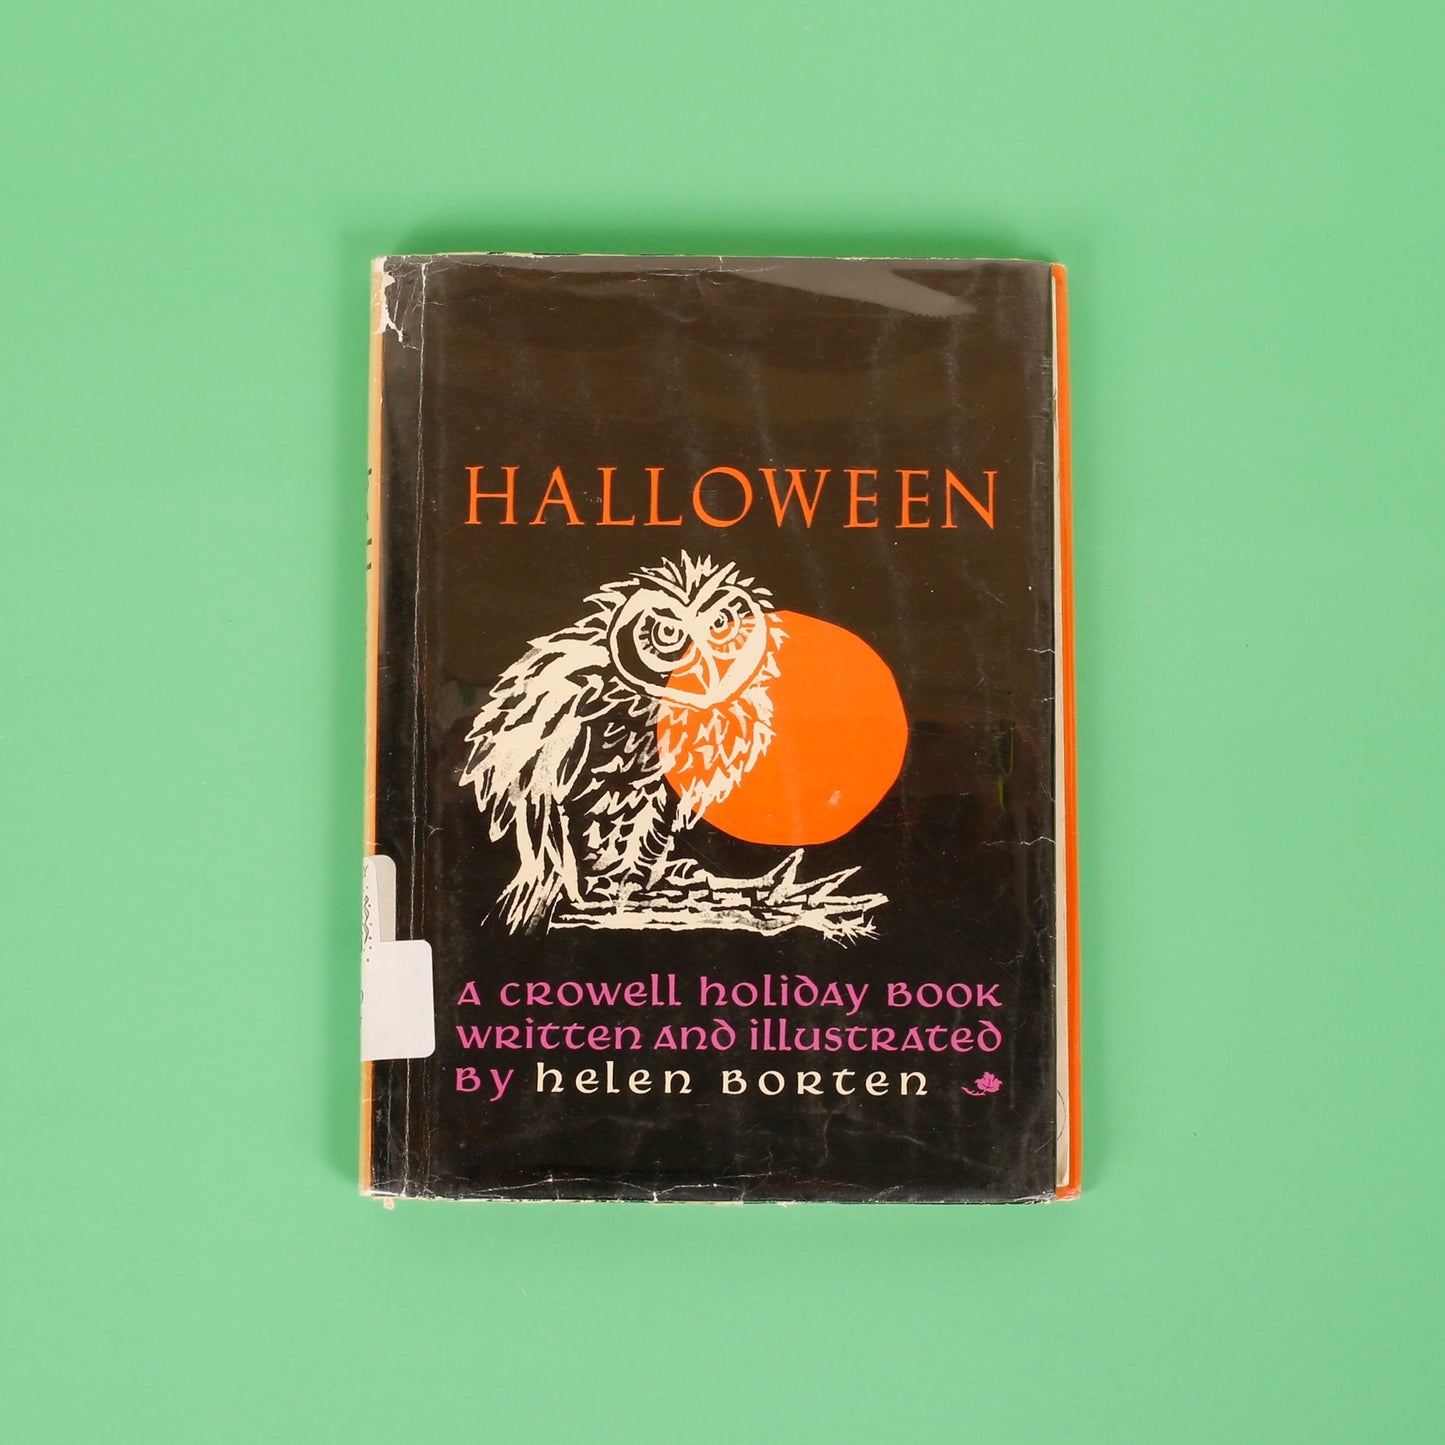 HALLOWEEN
A CROWELL HOLIDAY BOOK
WRITTEN AND ILLUSTRATED
BY HELEN BORTEN